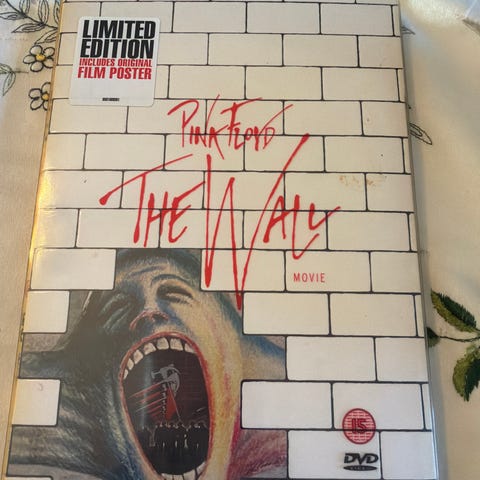 LIMITED
EDITION
INCLUDES ORIGINAL
FILM POSTER
PINK FLOYD
THE WALL
MOVIE
15
DVD